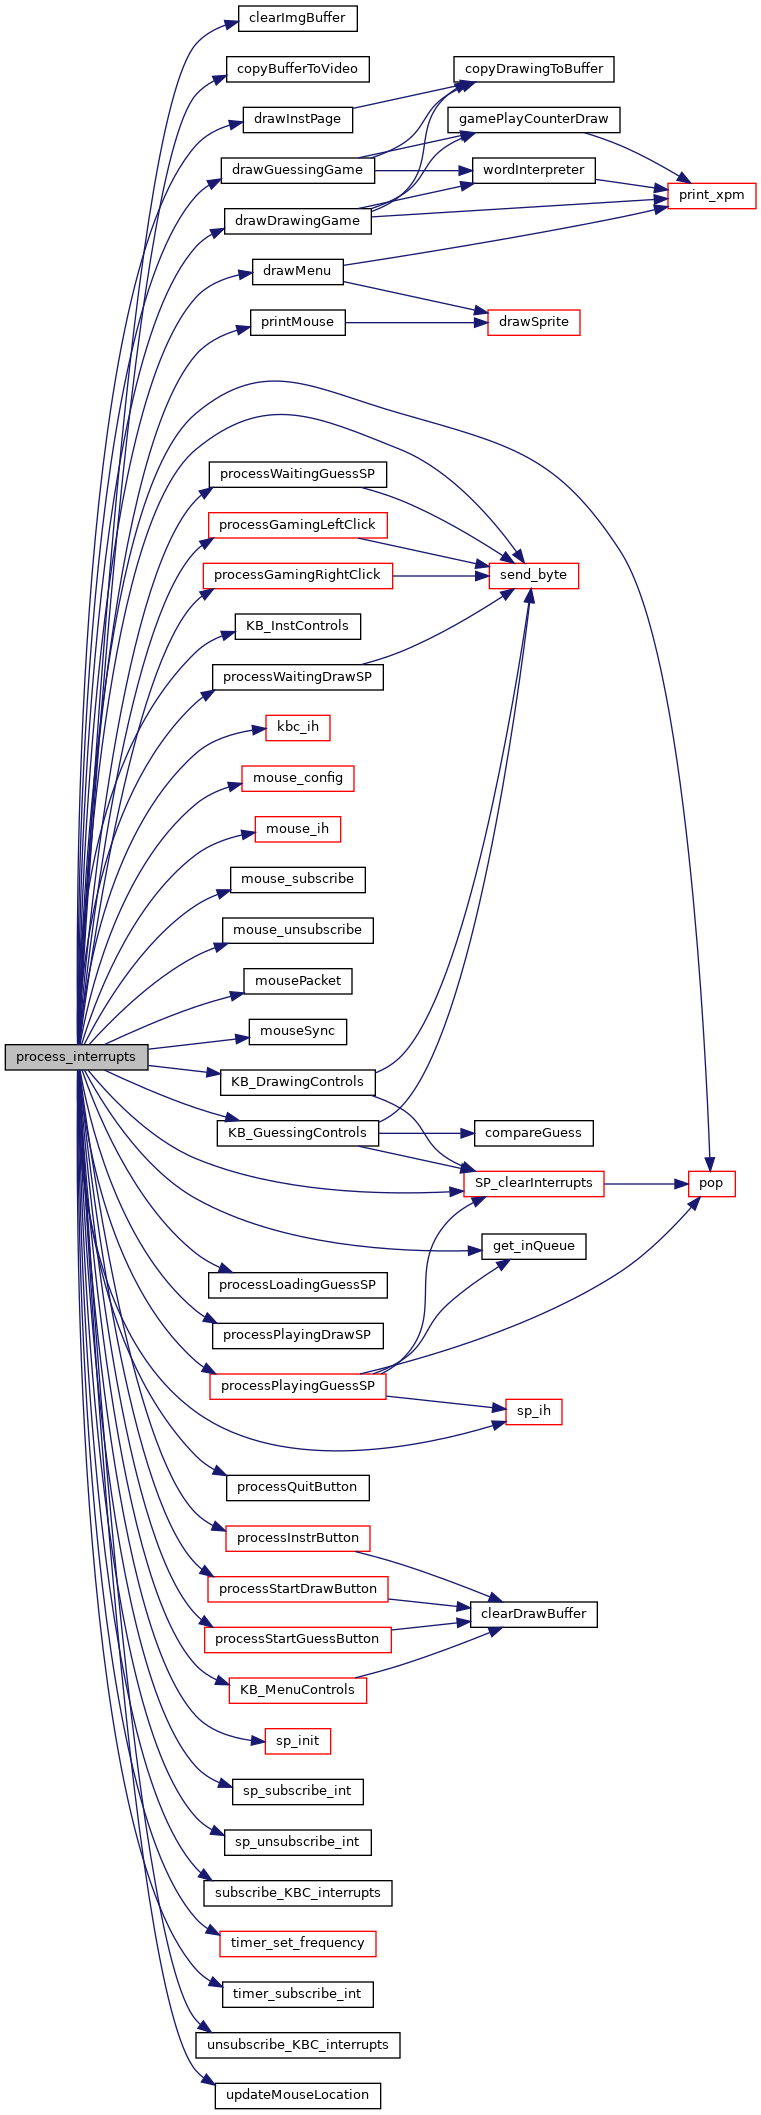 clearImgBuffer
copyBufferToVideo
copyDrawingToBuffer
drawInstPage
gamePlayCounterDraw
drawGuessingGame
wordInterpreter
print_xpm
drawDrawingGame
drawMenu
printMouse
drawSprite
processWaitingGuessSP
processGamingLeftClick
processGamingRightClick
send_byte
KB_InstControls
processWaitingDrawSP
kbc_ih
mouse_config
mouse_ih
mouse_subscribe
mouse_unsubscribe
mousePacket
mouseSync
process_interrupts
KB_DrawingControls
KB_GuessingControls
compareGuess
SP_clearInterrupts
pop
get_inQueue
processLoadingGuessSP
processPlayingDrawSP
processPlayingGuessSP
sp_ih
processQuitButton
processInstrButton
processStartDrawButton
clearDrawBuffer
processStartGuessButton
KB_MenuControls
sp_init
sp_subscribe_int
sp_unsubscribe_int
subscribe_KBC_interrupts
timer_set_frequency
timer_subscribe_int
unsubscribe_KBC_interrupts
updateMouseLocation